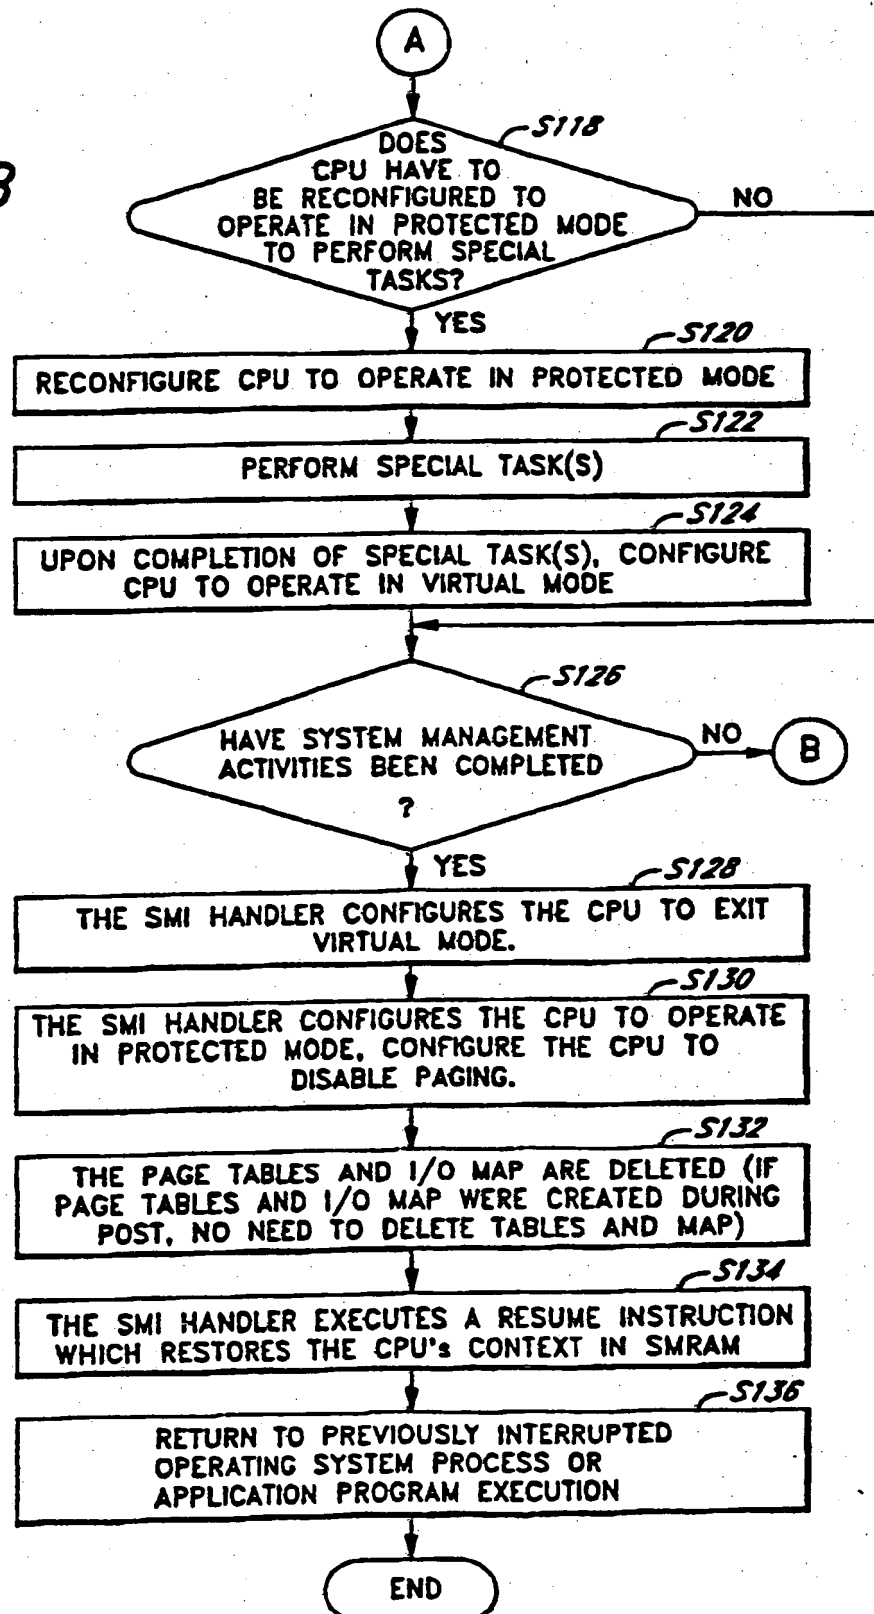 A
S118
DOES
CPU HAVE TO
BE RECONFIGURED TO
OPERATE IN PROTECTED MODE
TO PERFORM SPECIAL
TASKS?
NO
YES
S120
RECONFIGURE CPU TO OPERATE IN PROTECTED MODE
S122
PERFORM SPECIAL TASK(S)
S124
UPON COMPLETION OF SPECIAL TASK(S), CONFIGURE
CPU TO OPERATE IN VIRTUAL MODE
S126
HAVE SYSTEM MANAGEMENT
ACTIVITIES BEEN COMPLETED
?
NO
B
YES
S128
THE SMI HANDLER CONFIGURES THE CPU TO EXIT
VIRTUAL MODE.
S130
THE SMI HANDLER CONFIGURES THE CPU TO OPERATE
IN PROTECTED MODE, CONFIGURE THE CPU TO
DISABLE PAGING.
S132
THE PAGE TABLES AND I/O MAP ARE DELETED (IF
PAGE TABLES AND I/O MAP WERE CREATED DURING
POST, NO NEED TO DELETE TABLES AND MAP)
S134
THE SMI HANDLER EXECUTES A RESUME INSTRUCTION
WHICH RESTORES THE CPU's CONTEXT IN SMRAM
S136
RETURN TO PREVIOUSLY INTERRUPTED
OPERATING SYSTEM PROCESS OR
APPLICATION PROGRAM EXECUTION
END